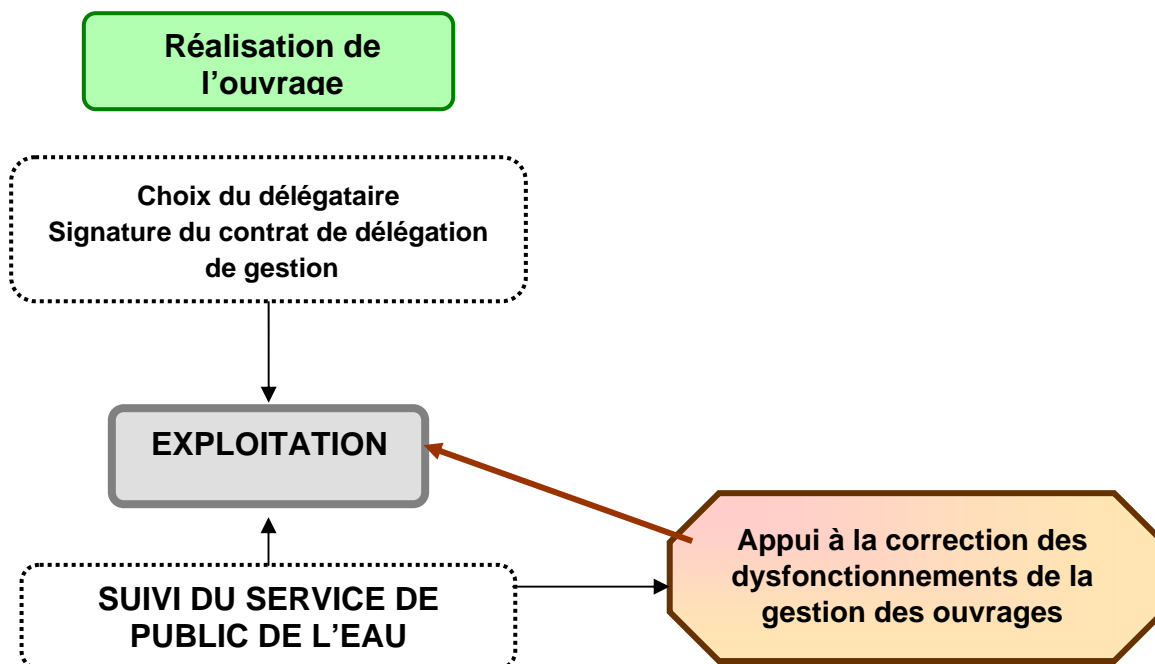 Réalisation de
l’ouvrage
Choix du délégataire
Signature du contrat de délégation
de gestion
EXPLOITATION
SUIVI DU SERVICE DE
PUBLIC DE L’EAU
Appui à la correction des
dysfonctionnements de la
gestion des ouvrages